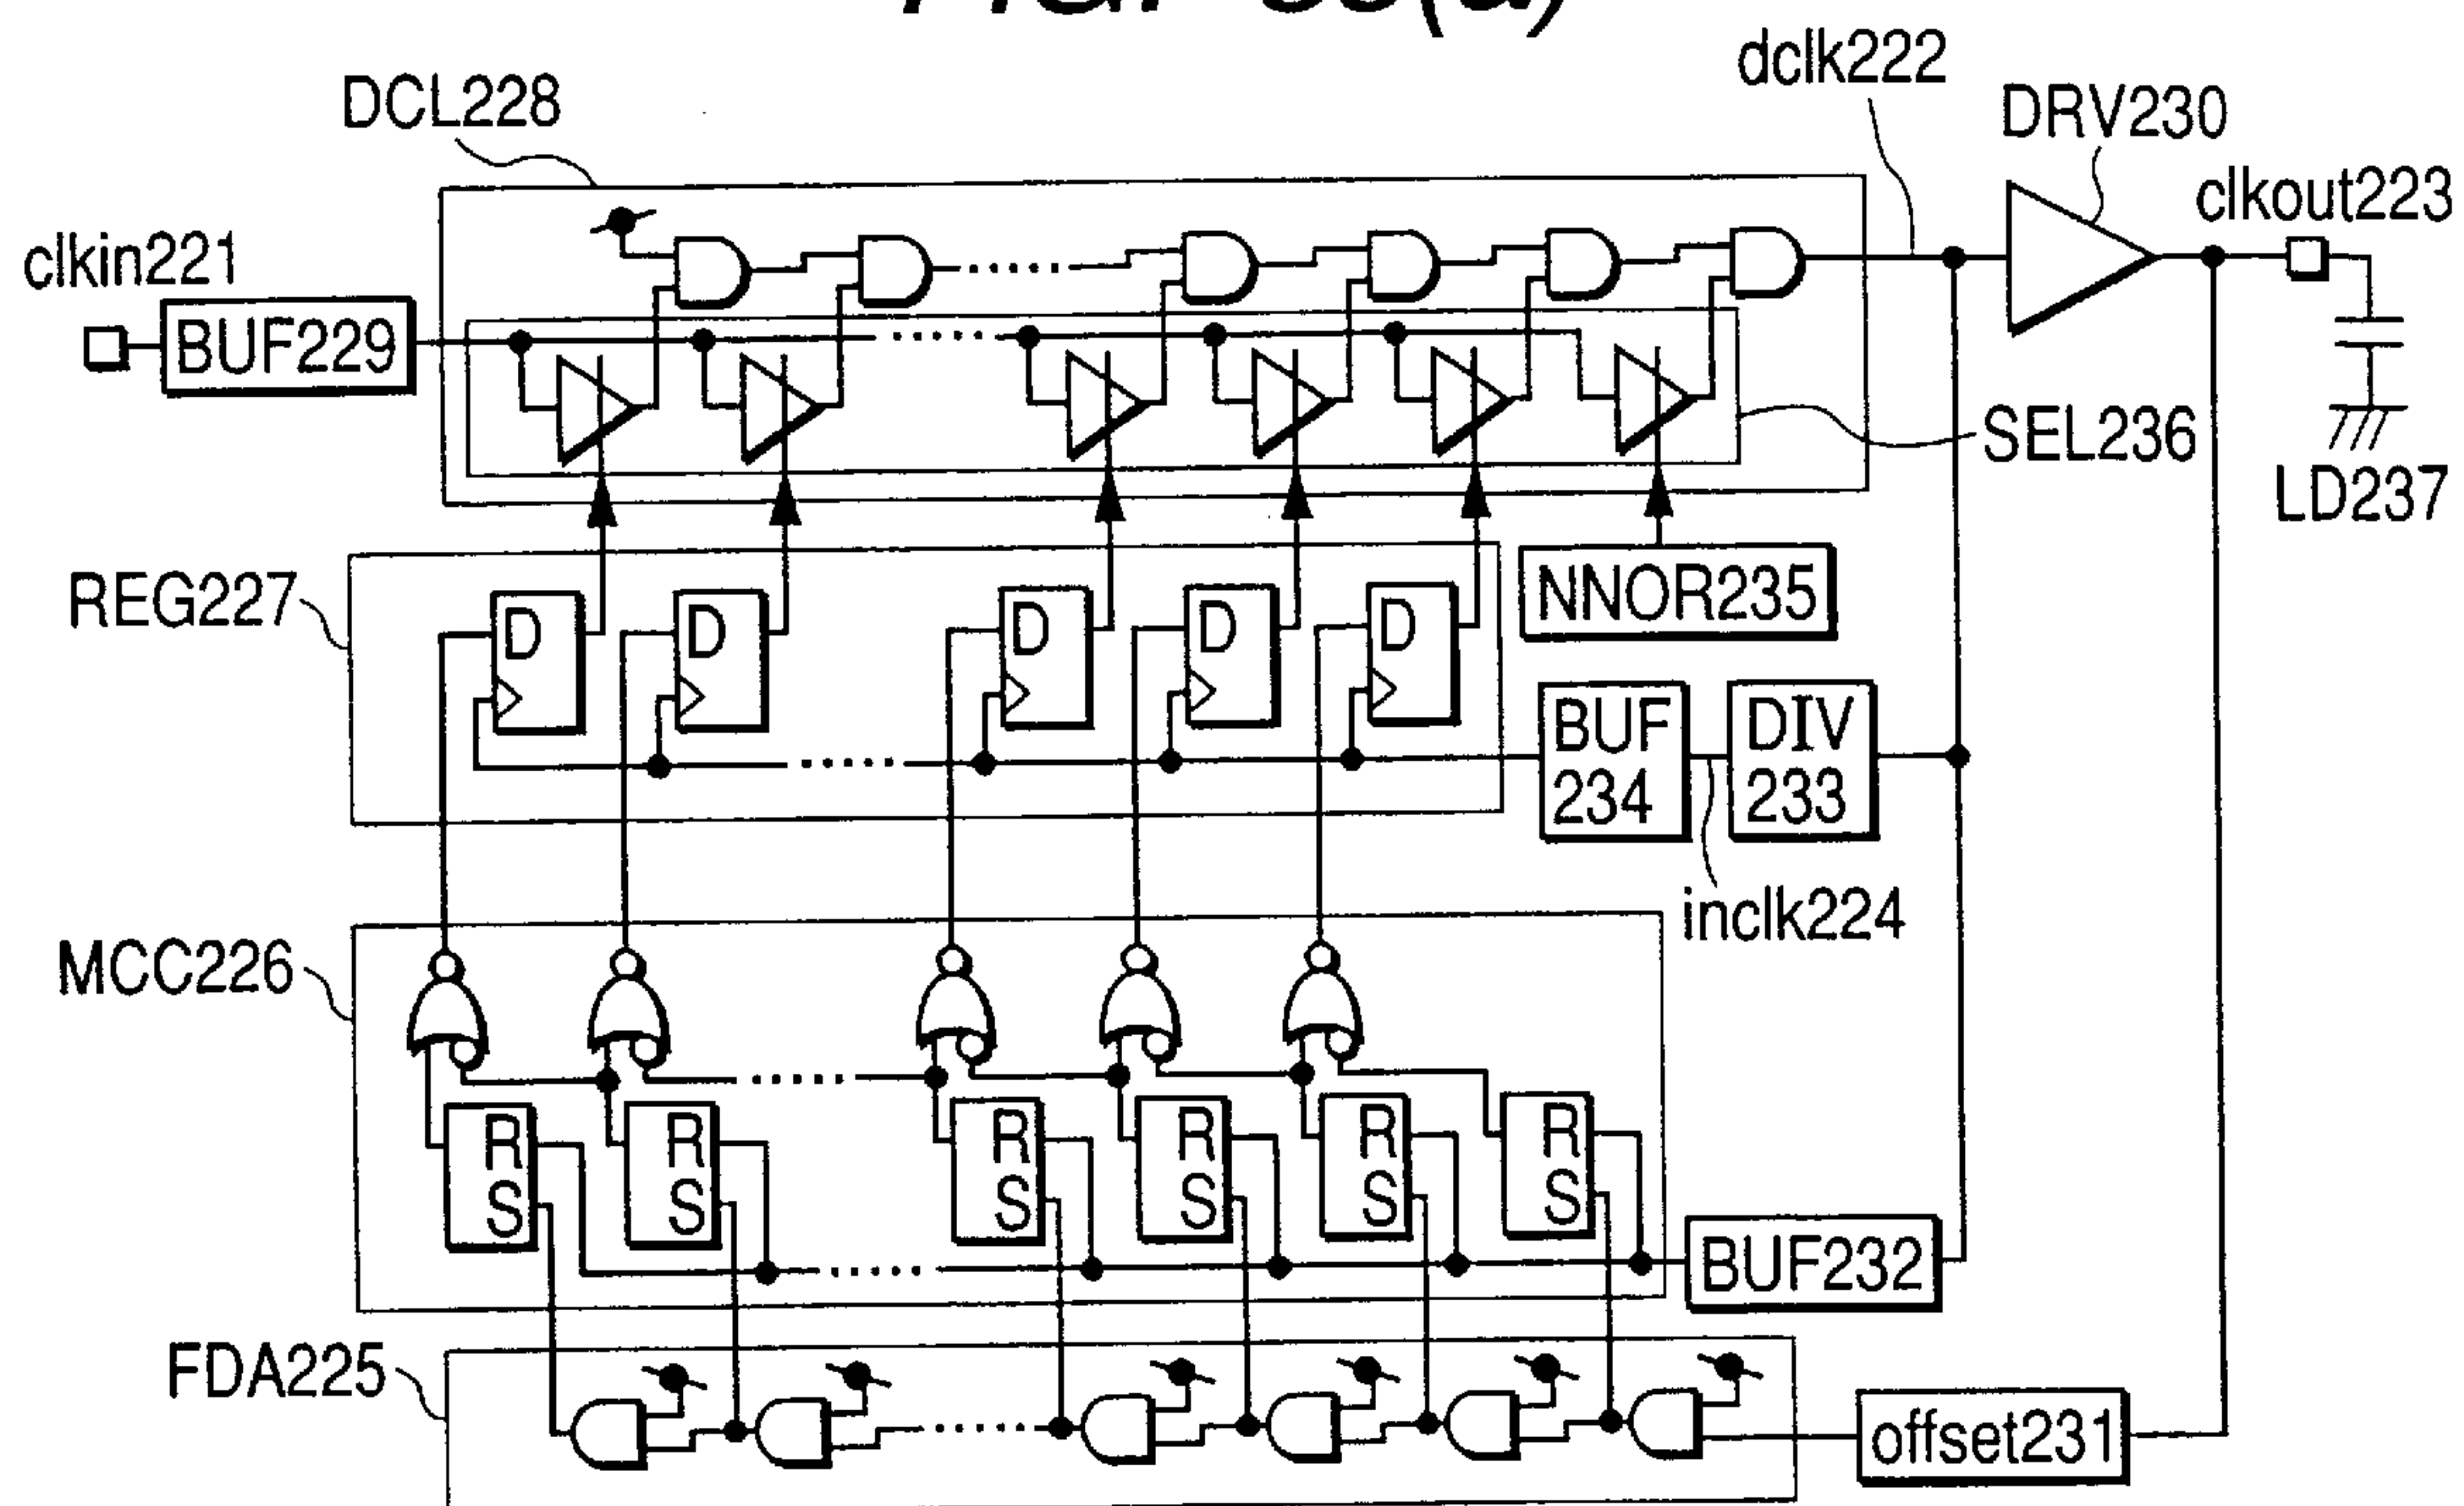 dclk222
DCL228
DRV230
clkout223
clkin221
BUF229
SEL236
LD237
REG227
D
D
D
D
D
NNOR235
BUF
234
DIV
233
inclk224
MCC226
R
S
R
S
R
S
R
S
R
S
R
S
BUF232
FDA225
offset231